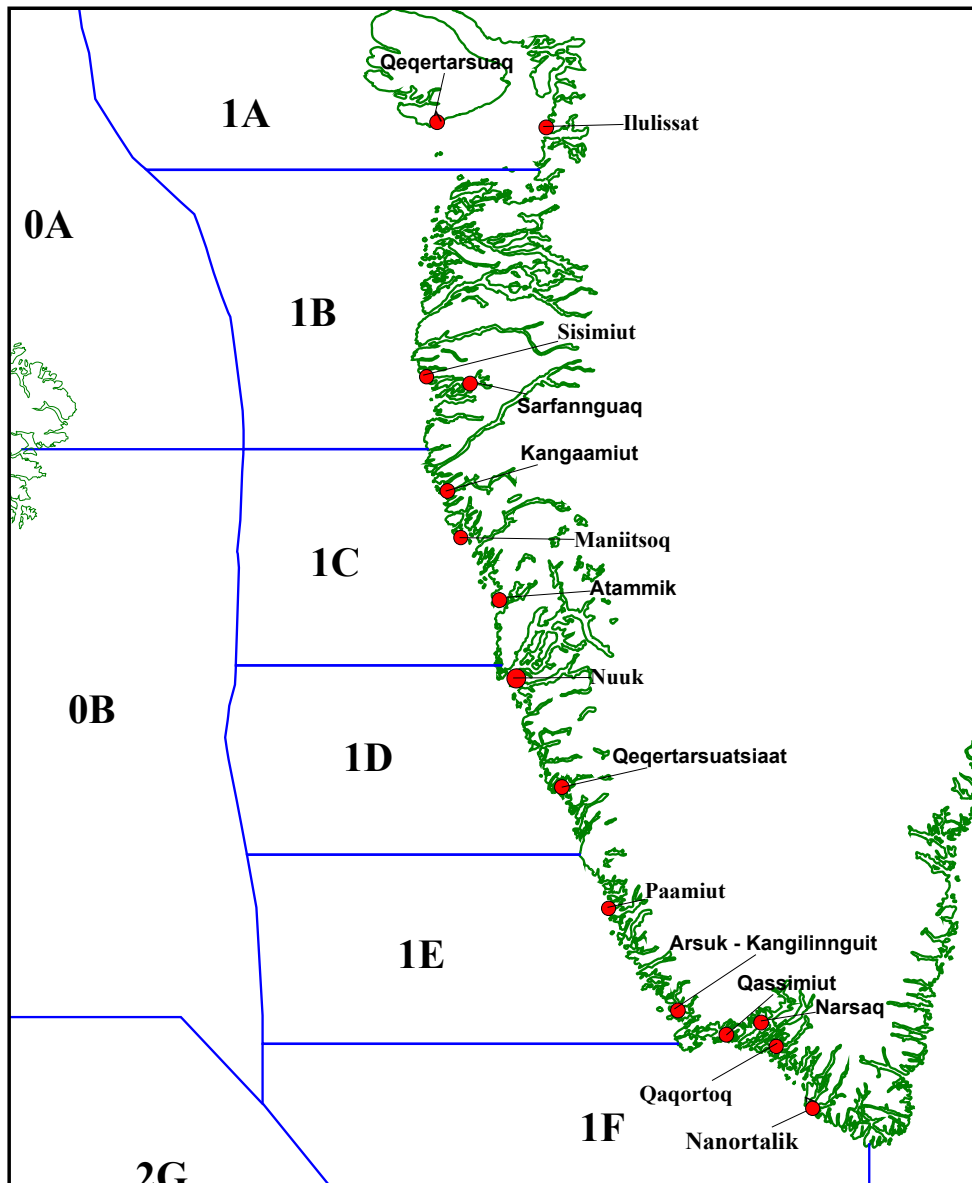 Qeqertarsuaq
1A
Ilulissat
0A
1B
Sisimiut
Sarfannguaq
Kangaamiut
Maniitsoq
1C
Atammik
Nuuk
0B
1D
Qeqertarsuatsiaat
Paamiut
1E
Arsuk - Kangilinnguit
Qassimiut
Narsaq
Qaqortoq
1F
Nanortalik
2G